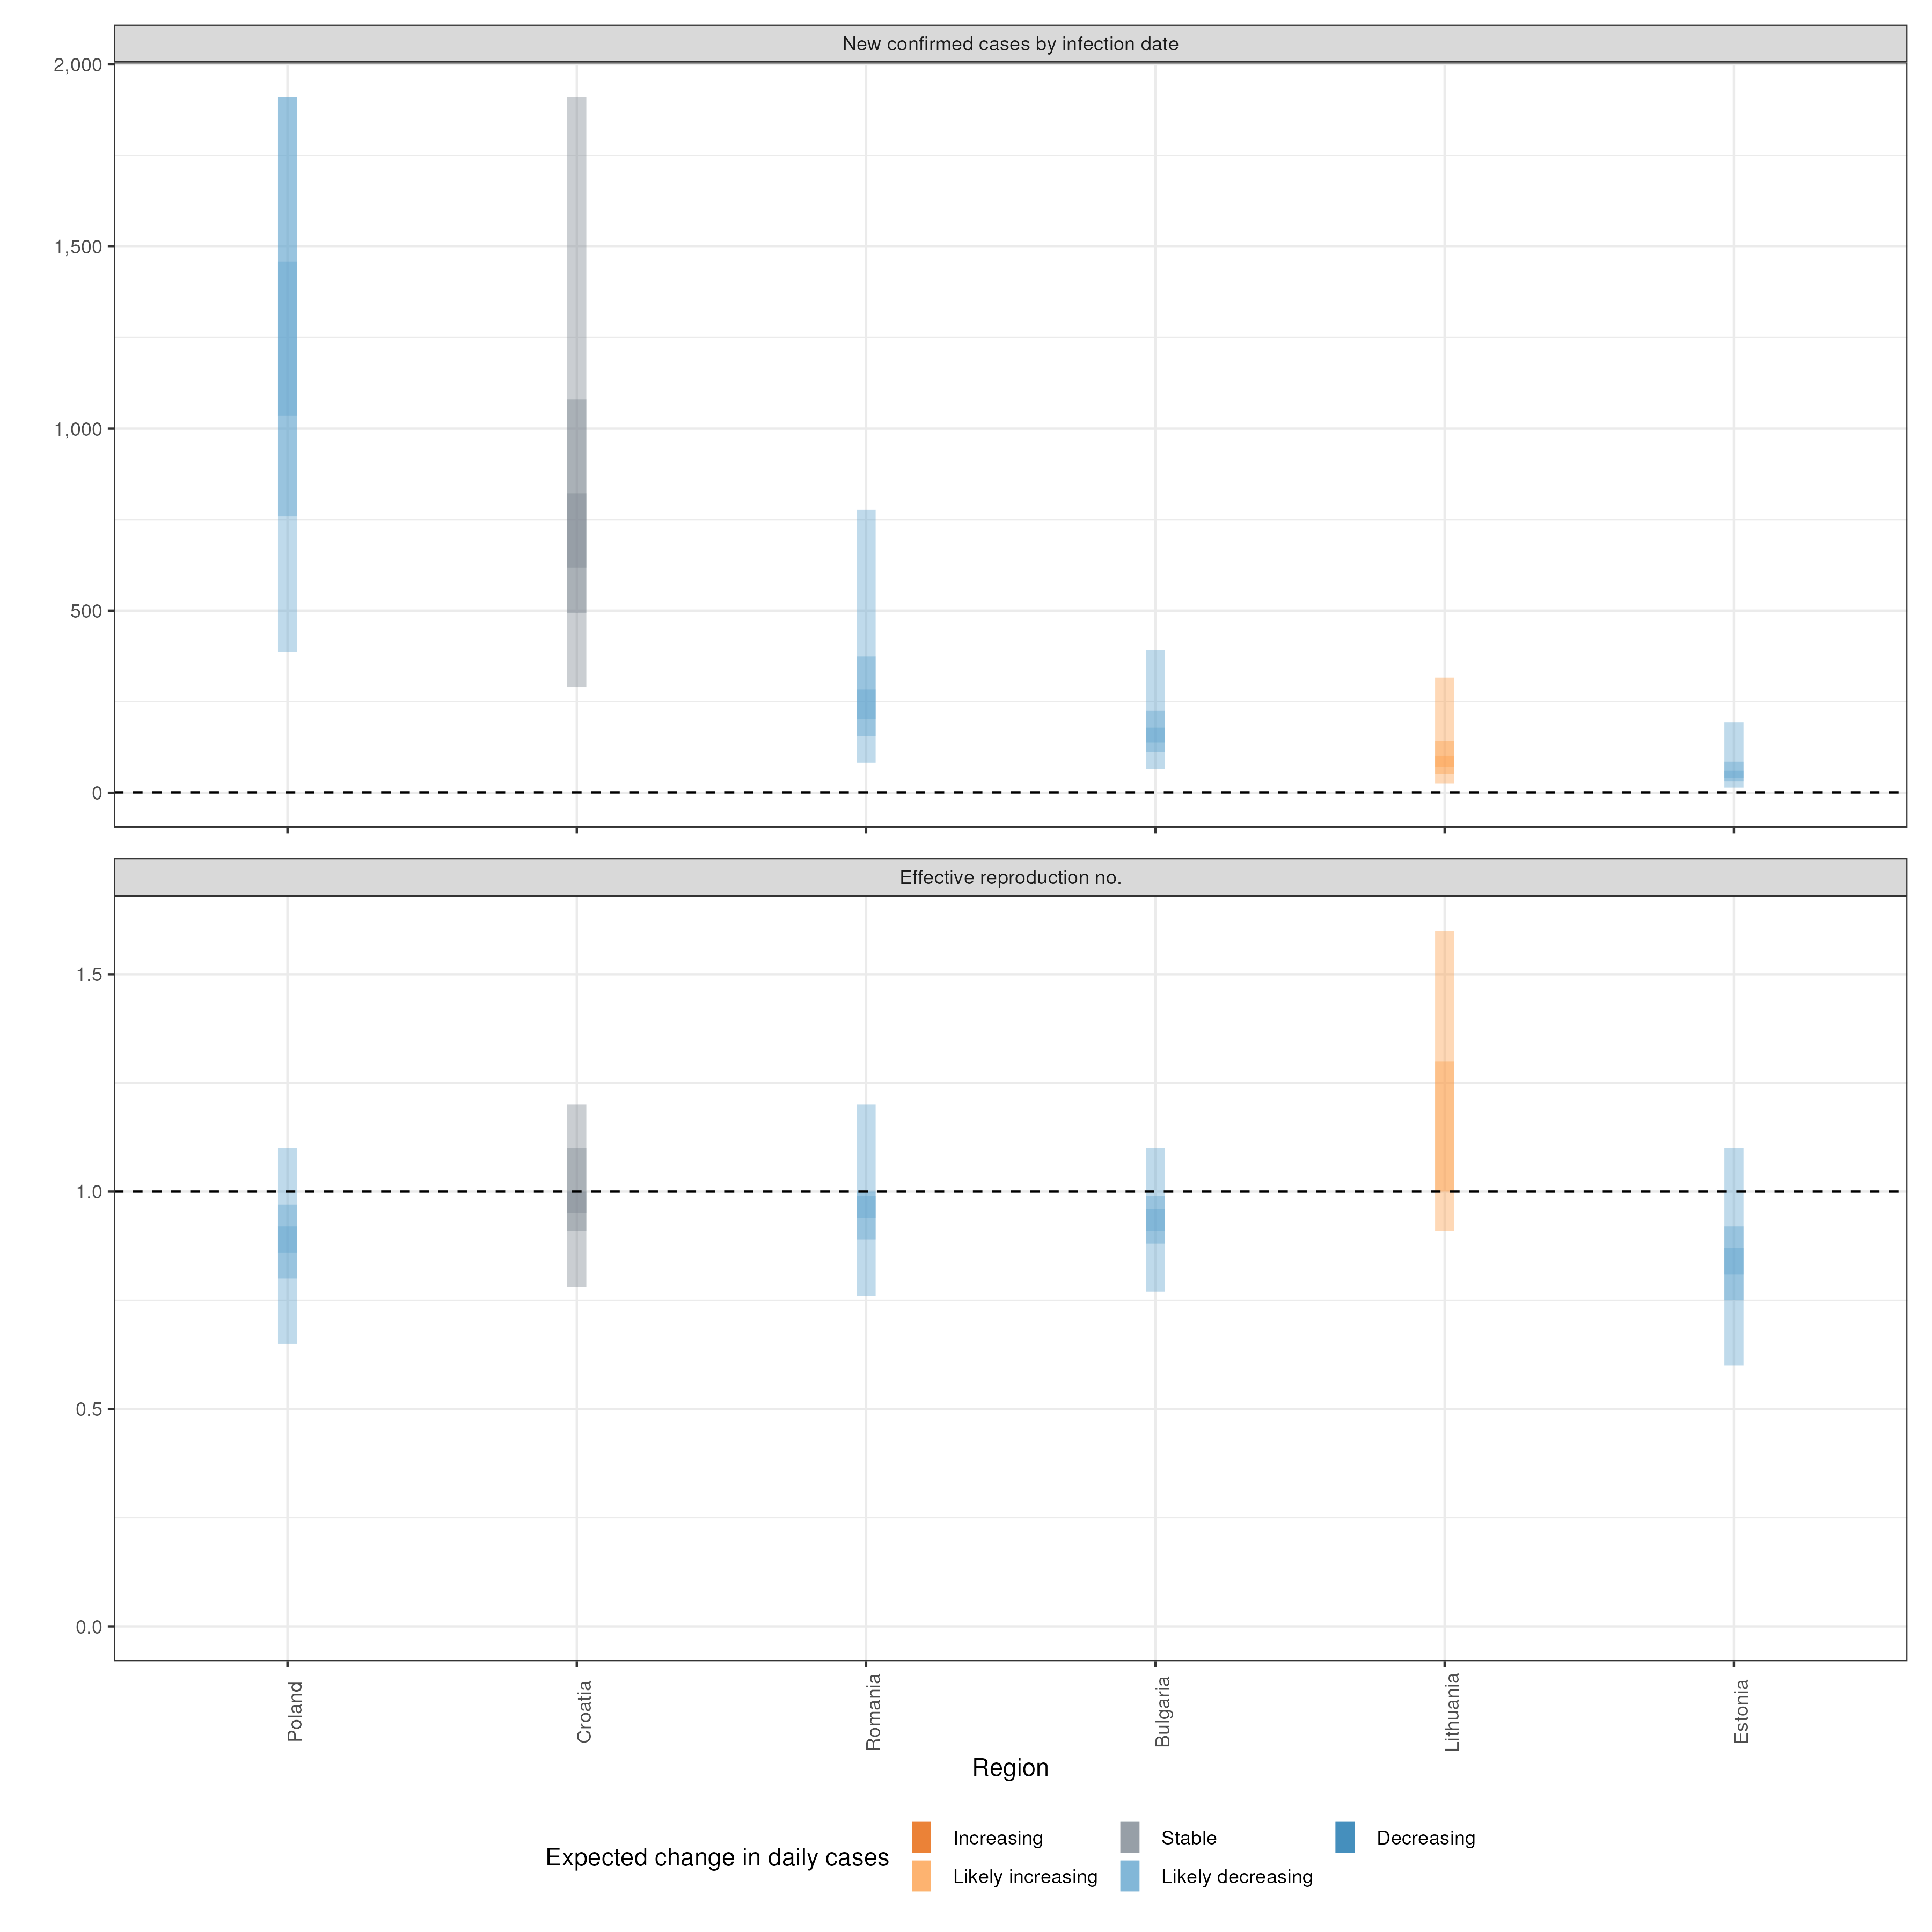 New confirmed cases by infection date
2,000
1,500
1,000
500
0
Effective reproduction no.
1.5
1.0
0.5
0.0
Poland
Croatia
Romania
Bulgaria
Lithuania
Estonia
Region
Expected change in daily cases
Increasing
Stable
Decreasing
Likely increasing
Likely decreasing